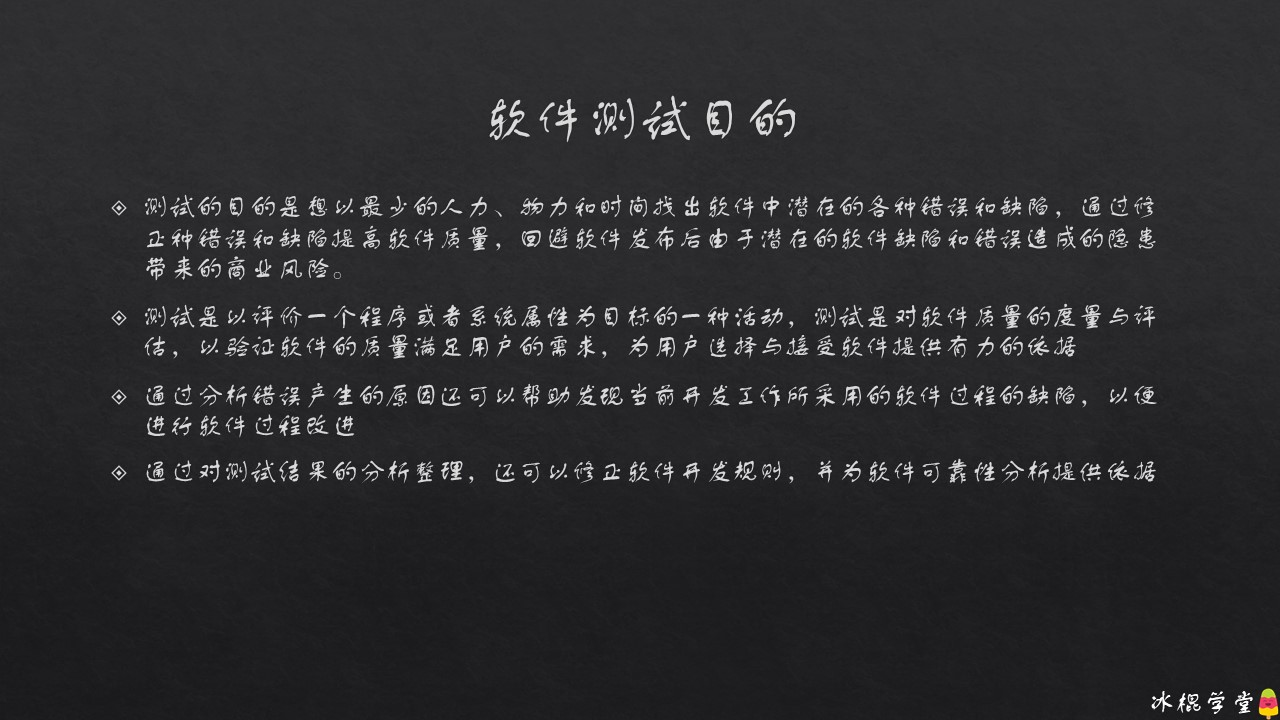 软件测试目的
测试的目的是想以最少的人力、物力和时间找出软件中潜在的各种错误和缺陷，通过修
正种错误和缺陷提高软件质量，回避软件发布后由于潜在的软件缺陷和错误造成的隐患
带来的商业风险。
测试是以评价一个程序或者系统属性为目标的一种活动，测试是对软件质量的度量与评
估，以验证软件的质量满足用户的需求，为用户选择与接受软件提供有力的依据
通过分析错误产生的原因还可以帮助发现当前开发工作所采用的软件过程的缺陷，以便
进行软件过程改进
通过对测试结果的分析整理，还可以修正软件开发规则，并为软件可靠性分析提供依据
冰棍学堂